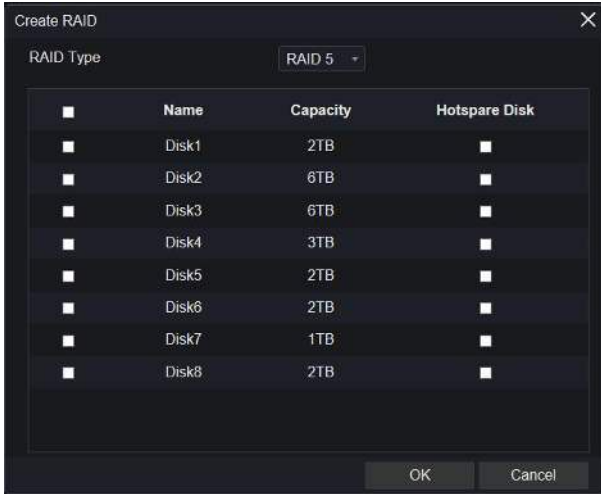 Create RAID
RAID Type RAID 5
Name Capacity Hotspare Disk
Disk1 2TB
Disk2 6TB
Disk3 6TB
Disk4 3TB
Disk5 2TB
Disk6 2TB
Disk7 1TB
Disk8 2TB
OK Cancel